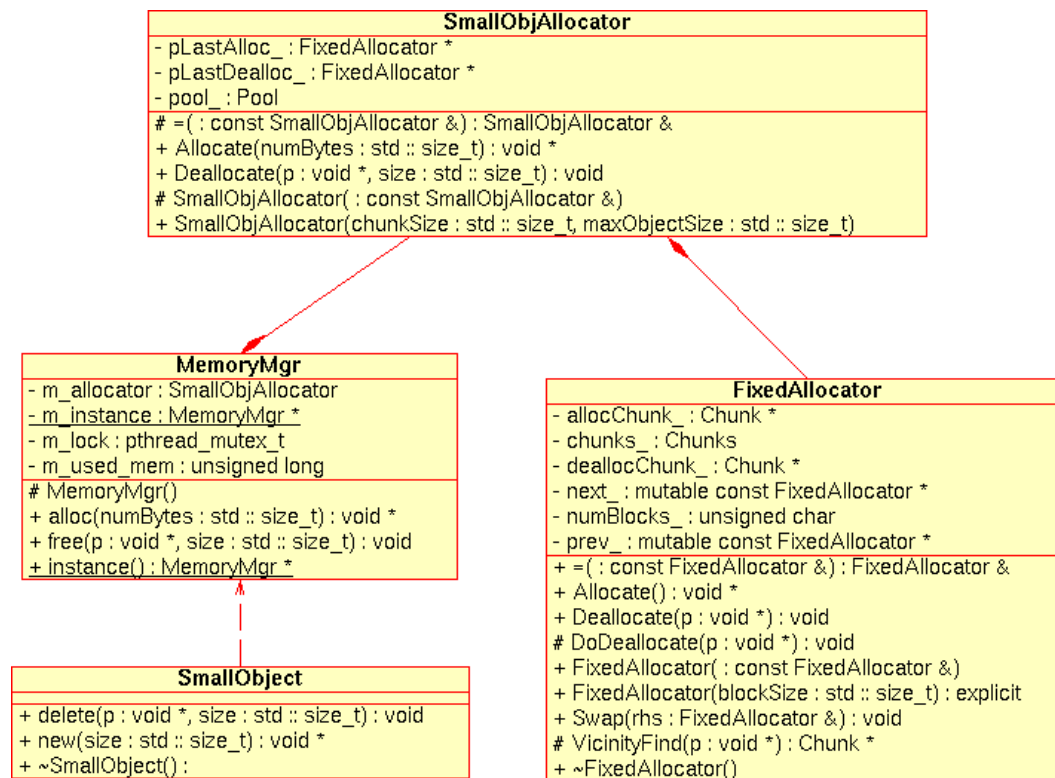 SmallObjAllocator
- pLastAlloc_ : FixedAllocator *
- pLastDealloc_ : FixedAllocator *
- pool_ : Pool
# =( : const SmallObjAllocator &) : SmallObjAllocator &
+ Allocate(numBytes : std :: size_t) : void *
+ Deallocate(p : void *, size : std :: size_t) : void
# SmallObjAllocator( : const SmallObjAllocator &)
+ SmallObjAllocator(chunkSize : std :: size_t, maxObjectSize : std :: size_t)
MemoryMgr
- m_allocator : SmallObjAllocator
- m_instance : MemoryMgr *
- m_lock : pthread_mutex_t
- m_used_mem : unsigned long
# MemoryMgr()
+ alloc(numBytes : std :: size_t) : void *
+ free(p : void *, size : std :: size_t) : void
+ instance() : MemoryMgr *
SmallObject
+ delete(p : void *, size : std :: size_t) : void
+ new(size : std :: size_t) : void *
+ ~SmallObject() :
FixedAllocator
- allocChunk_ : Chunk *
- chunks_ : Chunks
- deallocChunk_ : Chunk *
- next_ : mutable const FixedAllocator *
- numBlocks_ : unsigned char
- prev_ : mutable const FixedAllocator *
+ =( : const FixedAllocator &) : FixedAllocator &
+ Allocate() : void *
+ Deallocate(p : void *) : void
# DoDeallocate(p : void *) : void
+ FixedAllocator( : const FixedAllocator &)
+ FixedAllocator(blockSize : std :: size_t) : explicit
+ Swap(rhs : FixedAllocator &) : void
# VicinityFind(p : void *) : Chunk *
+ ~FixedAllocator()